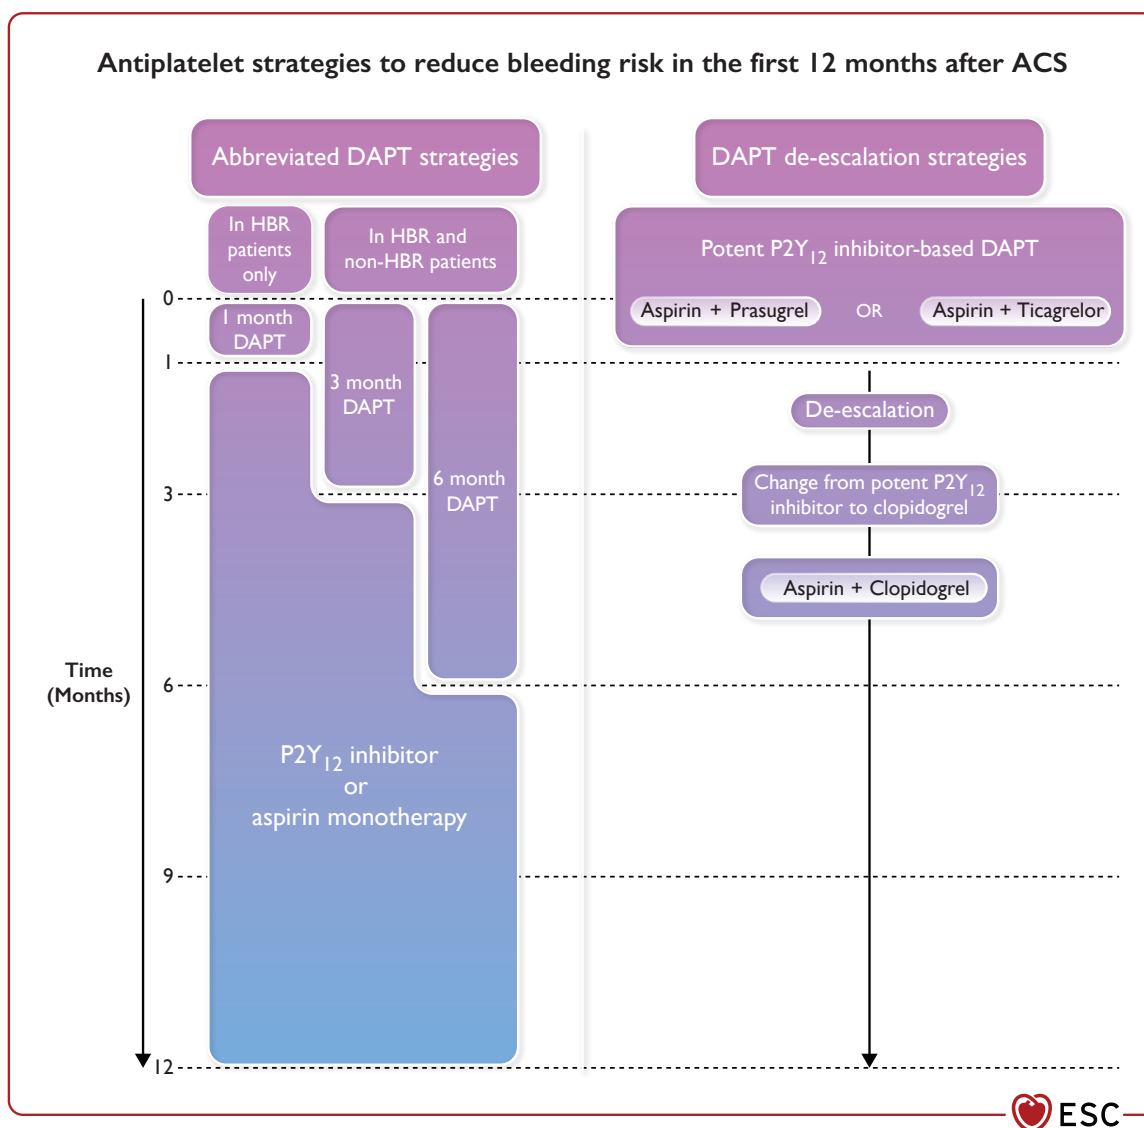 Antiplatelet strategies to reduce bleeding risk in the first 12 months after ACS
Abbreviated DAPT strategies
DAPT de-escalation strategies
In HBR
patients
only
In HBR and
non-HBR patients
Potent P2Y12 inhibitor-based DAPT
Aspirin + Prasugrel
OR
Aspirin + Ticagrelor
0
1 month
DAPT
1
3 month
DAPT
De-escalation
6 month
DAPT
3
Change from potent P2Y12
inhibitor to clopidogrel
Aspirin + Clopidogrel
Time
(Months)
6
P2Y12 inhibitor
or
aspirin monotherapy
9
12
ESC